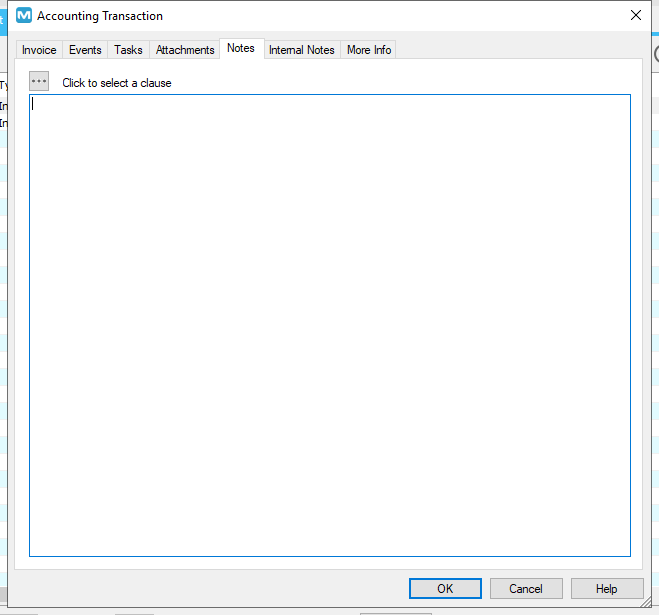 Accounting Transaction
Invoice Events Tasks Attachments Notes Internal Notes More Info
... Click to select a clause
OK Cancel Help